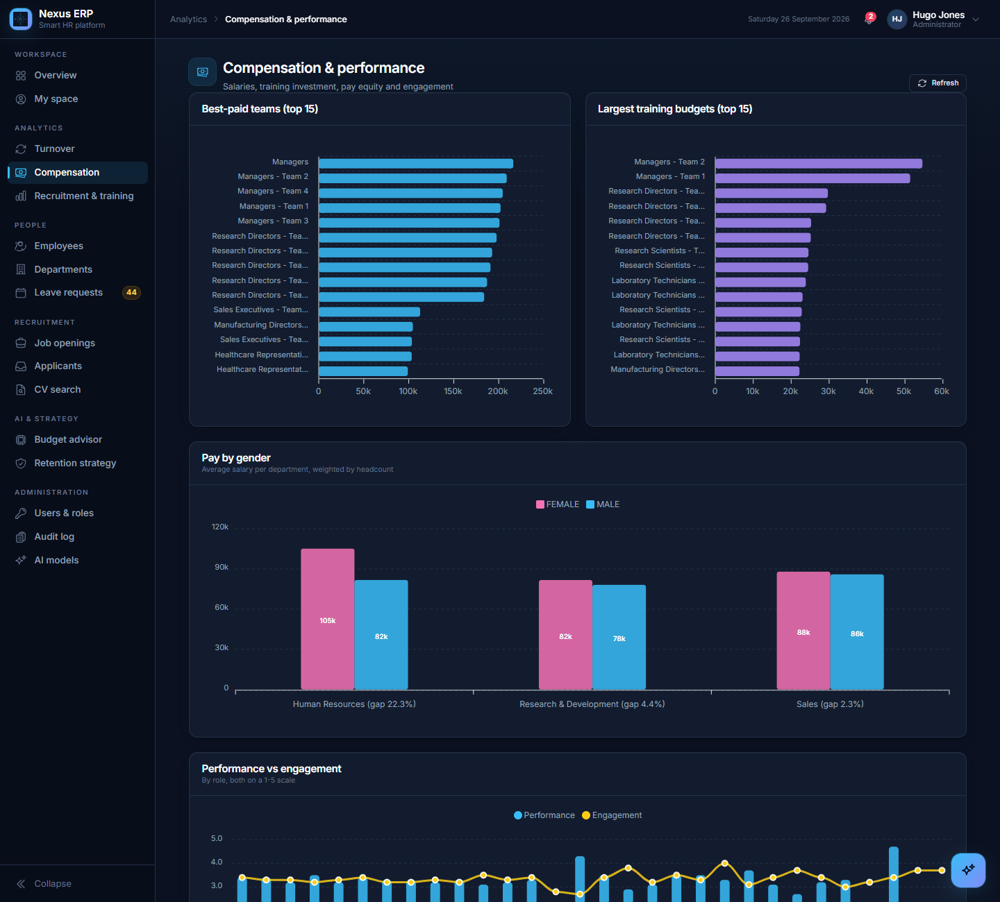 Nexus ERP
Smart HR platform
WORKSPACE
Overview
My space
ANALYTICS
Turnover
Compensation
Recruitment & training
PEOPLE
Employees
Departments
Leave requests
44
RECRUITMENT
Job openings
Applicants
CV search
AI & STRATEGY
Budget advisor
Retention strategy
ADMINISTRATION
Users & roles
Audit log
AI models
Collapse
Analytics
Compensation & performance
Saturday 26 September 2026
2
HJ
Hugo Jones
Administrator
Compensation & performance
Salaries, training investment, pay equity and engagement
Refresh
Best-paid teams (top 15)
Managers
Managers - Team 2
Managers - Team 4
Managers - Team 1
Managers - Team 3
Research Directors - Tea...
Research Directors - Tea...
Research Directors - Tea...
Research Directors - Tea...
Research Directors - Tea...
Sales Executives - Team...
Manufacturing Directors...
Sales Executives - Tea...
Healthcare Representati...
Healthcare Representat...
0 50k 100k 150k 200k 250k
Largest training budgets (top 15)
Managers - Team 2
Managers - Team 1
Research Directors - Tea...
Research Directors - Tea...
Research Directors - Tea...
Research Directors - Tea...
Research Scientists - T...
Research Scientists - ...
Laboratory Technicians ...
Laboratory Technicians ...
Research Scientists - ...
Laboratory Technicians ...
Research Scientists - ...
Laboratory Technicians...
Manufacturing Directors...
0 10k 20k 30k 40k 50k 60k
Pay by gender
Average salary per department, weighted by headcount
FEMALE MALE
120k
90k
60k
30k
0
105k
82k
82k
78k
88k
86k
Human Resources (gap 22.3%)
Research & Development (gap 4.4%)
Sales (gap 2.3%)
Performance vs engagement
By role, both on a 1-5 scale
Performance Engagement
5.0
4.0
3.0